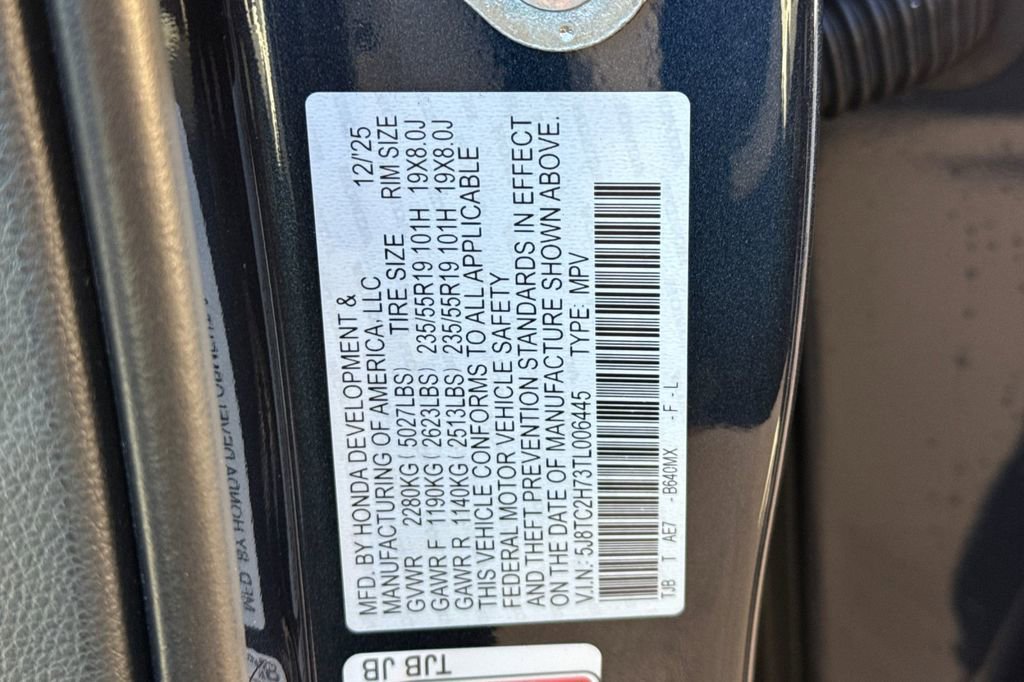 MFD. BY HONDA DEVELOPMENT &
MANUFACTURING OF AMERICA, LLC 12/'25
GVWR 2280KG ( 5027LBS) TIRE SIZE RIM SIZE
GAWR F 1190KG ( 2623LBS) 235/55R19 101H 19X8.0J
GAWR R 1140KG ( 2513LBS) 235/55R19 101H 19X8.0J
THIS VEHICLE CONFORMS TO ALL APPLICABLE
FEDERAL MOTOR VEHICLE SAFETY
AND THEFT PREVENTION STANDARDS IN EFFECT
ON THE DATE OF MANUFACTURE SHOWN ABOVE.
V.I.N: 5J8TC2H73TL006445 TYPE: MPV
TJB T AE7 -B640MX -F-L
TJB JB
MFD. BY HONDA